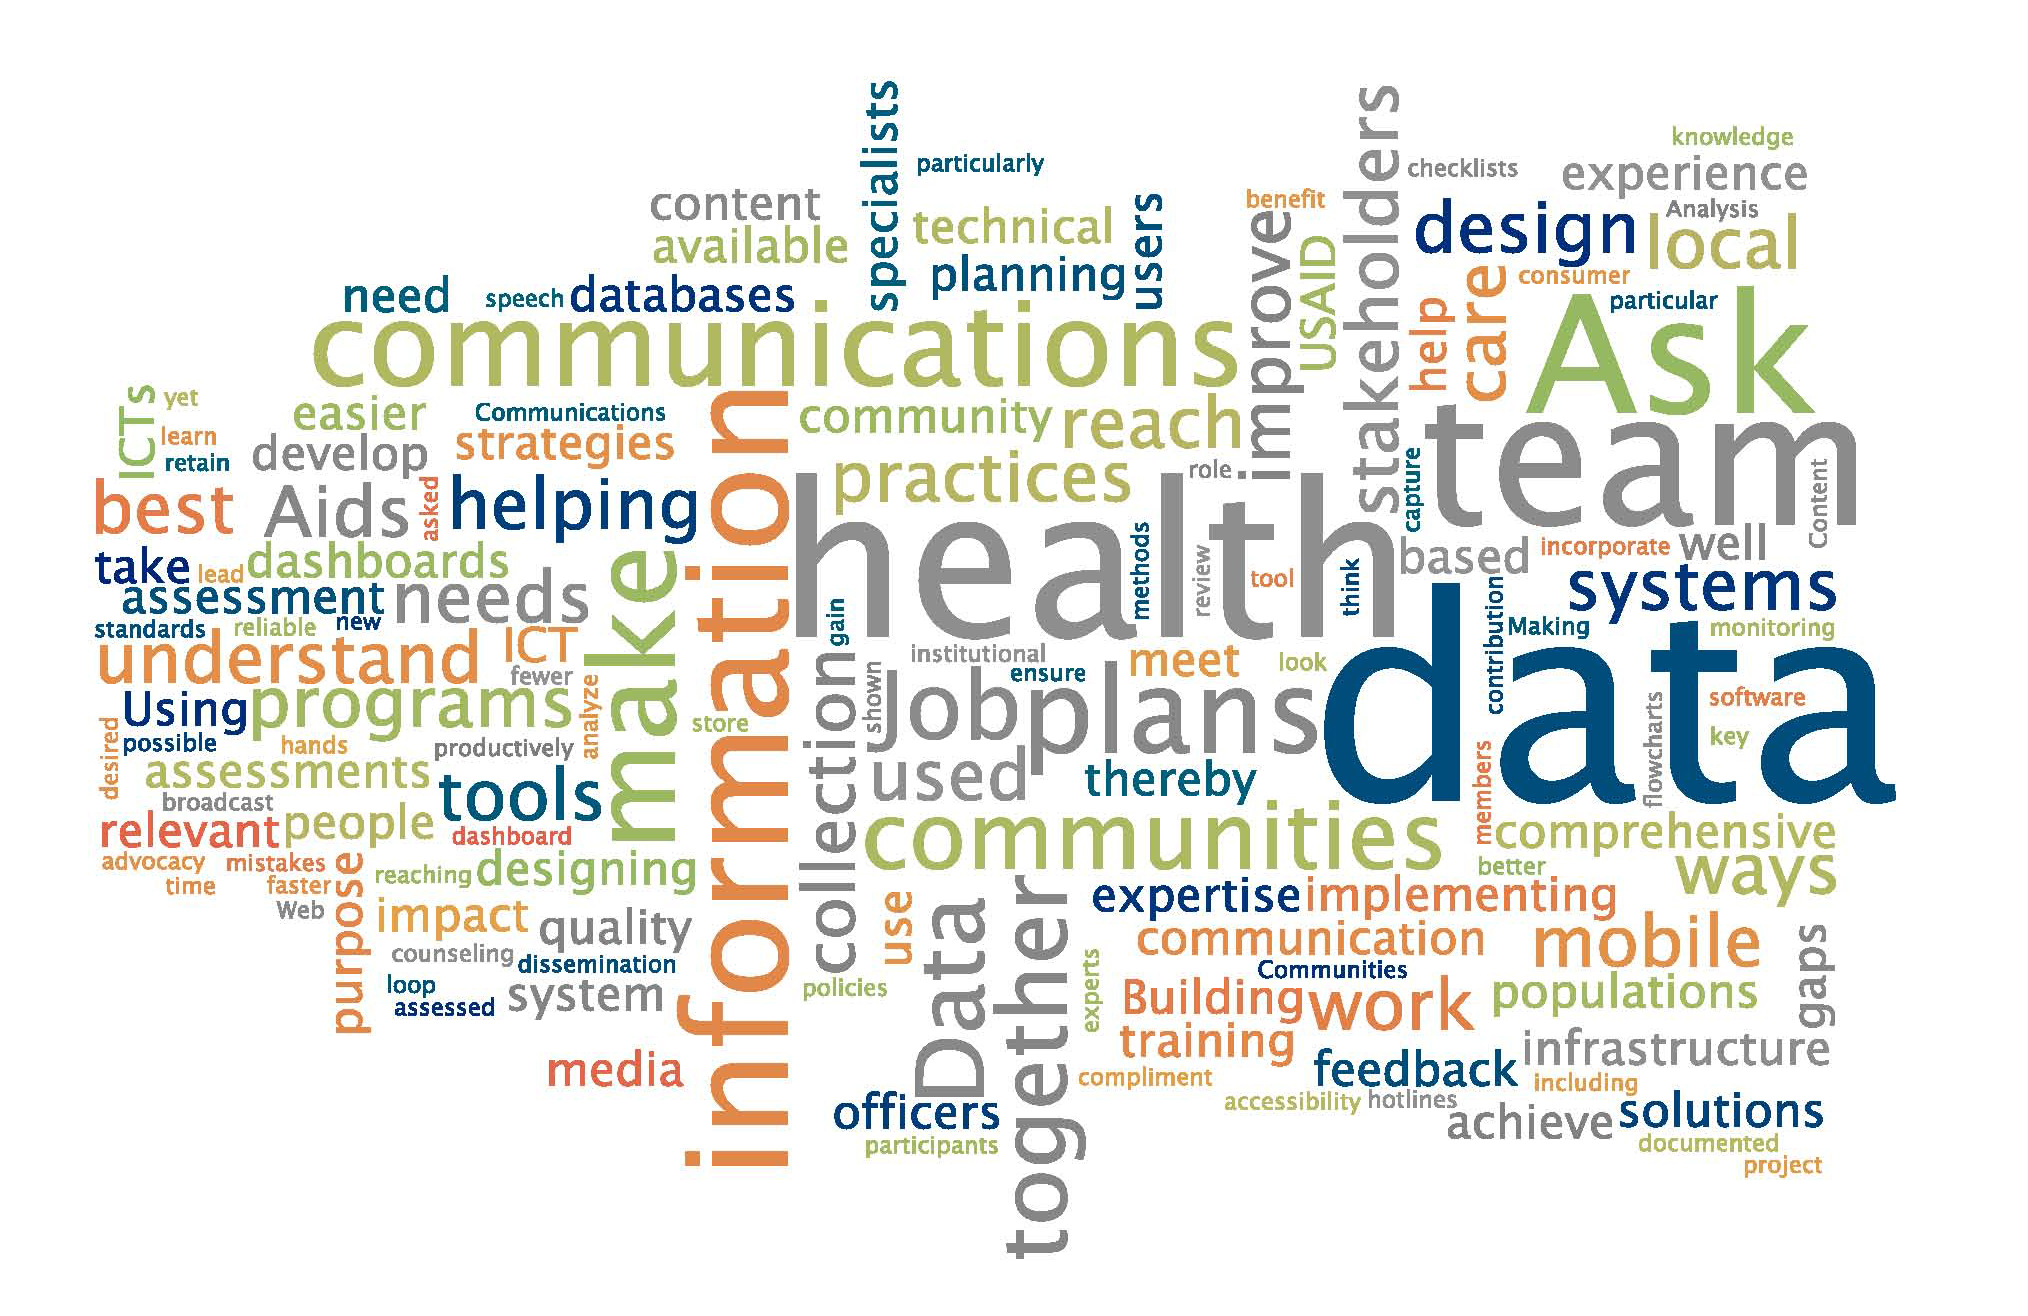 knowledge
specialists
stakeholders
particularly
checklists
experience
content
users
benefit
Analysis
technical
design
local
available
improve
USAID
planning
care
consumer
need
speech
databases
help
particular
communications
Ask
ICTs
yet
easier
Communications
information
community
reach
team
learn
develop
strategies
retain
practices
role
capture
Content
best
Aids
asked
helping
health
make
methods
review
tool
think
based
incorporate
well
take
lead
dashboards
systems
assessment
needs
data
standards
reliable
new
gain
contribution
Making
monitoring
understand
ICT
collection
institutional
meet
look
fewer
shown
ensure
Using
programs
analyze
store
Job
plans
flowcharts
software
desired
possible
hands
productively
members
key
assessments
tools
used
thereby
broadcast
relevant
people
dashboard
communities
comprehensive
advocacy
mistakes
purpose
reaching
designing
better
ways
time
faster
use
Data
together
expertise
implementing
Web
impact
quality
communication
mobile
gaps
counseling
dissemination
experts
Communities
loop
assessed
system
policies
Building
work
populations
training
infrastructure
media
feedback
compliment
including
officers
accessibility
hotlines
achieve
solutions
participants
documented
project